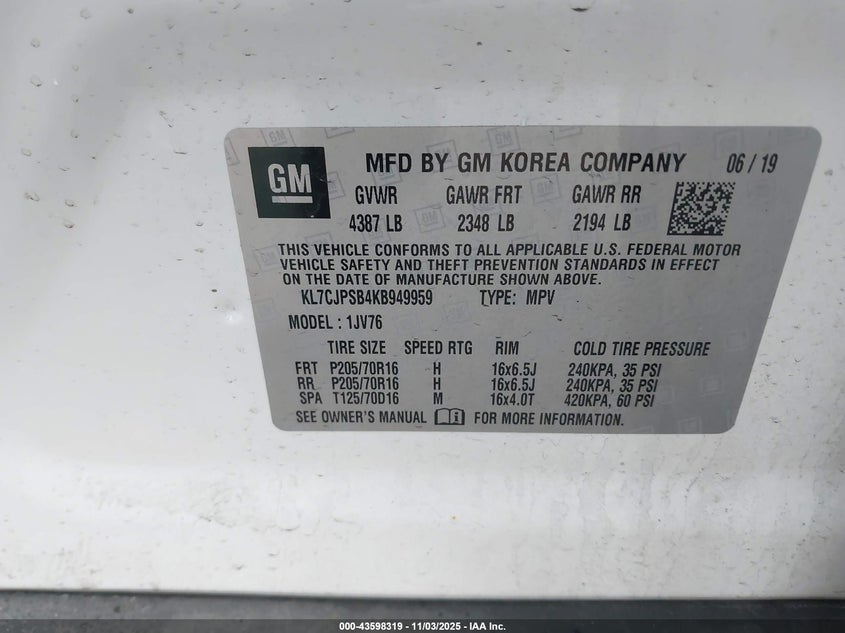 GM MFD BY GM KOREA COMPANY 06 / 19
GVWR GAWR FRT GAWR RR
4387 LB 2348 LB 2194 LB
THIS VEHICLE CONFORMS TO ALL APPLICABLE U.S. FEDERAL MOTOR
VEHICLE SAFETY AND THEFT PREVENTION STANDARDS IN EFFECT
ON THE DATE OF MANUFACTURE SHOWN ABOVE.
KL7CJPSB4KB949959 TYPE: MPV
MODEL : 1JV76
TIRE SIZE SPEED RTG RIM COLD TIRE PRESSURE
FRT P205/70R16 H 16x6.5J 240KPA, 35 PSI
RR P205/70R16 H 16x6.5J 240KPA, 35 PSI
SPA T125/70D16 M 16x4.0T 420KPA, 60 PSI
SEE OWNER'S MANUAL FOR MORE INFORMATION.
000-43598319 - 11/03/2025 - IAA Inc.